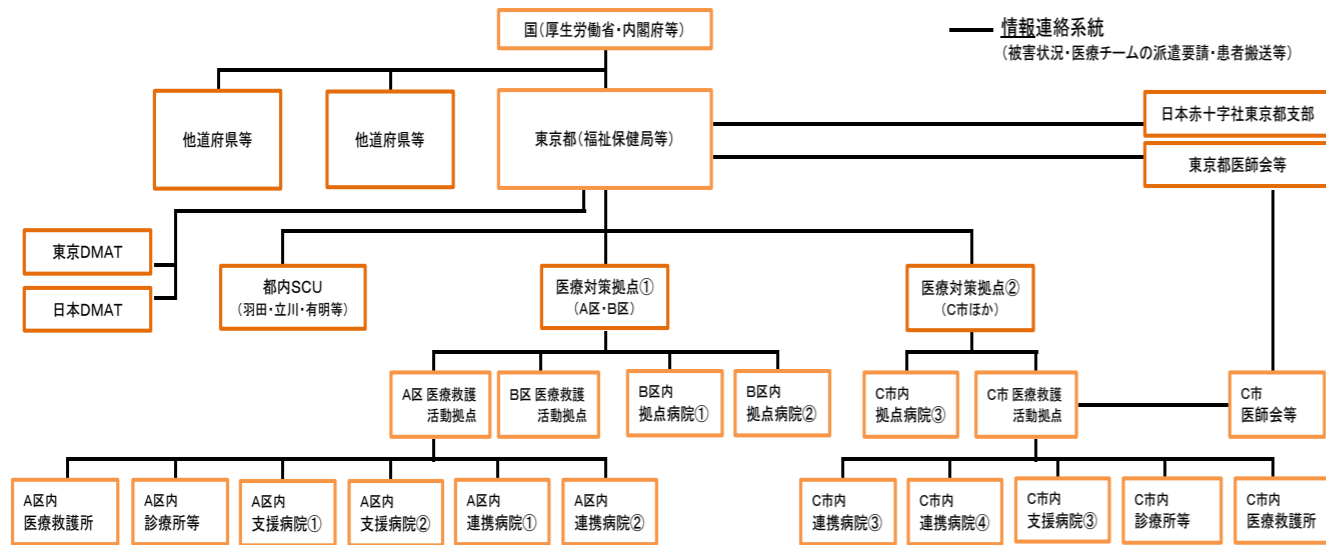 国(厚生労働省・内閣府等)
情報連絡系統
(被害状況・医療チームの派遣要請・患者搬送等)
他道府県等
他道府県等
東京都(福祉保健局等)
日本赤十字社東京都支部
東京都医師会等
東京DMAT
日本DMAT
都内SCU
(羽田・立川・有明等)
医療対策拠点①
(A区・B区)
医療対策拠点②
(C市ほか)
A区 医療救護
活動拠点
B区 医療救護
活動拠点
B区内
拠点病院①
B区内
拠点病院②
C市内
拠点病院③
C市 医療救護
活動拠点
C市
医師会等
A区内
医療救護所
A区内
診療所等
A区内
支援病院①
A区内
支援病院②
A区内
連携病院①
A区内
連携病院②
C市内
連携病院③
C市内
連携病院④
C市内
支援病院③
C市内
診療所等
C市内
医療救護所